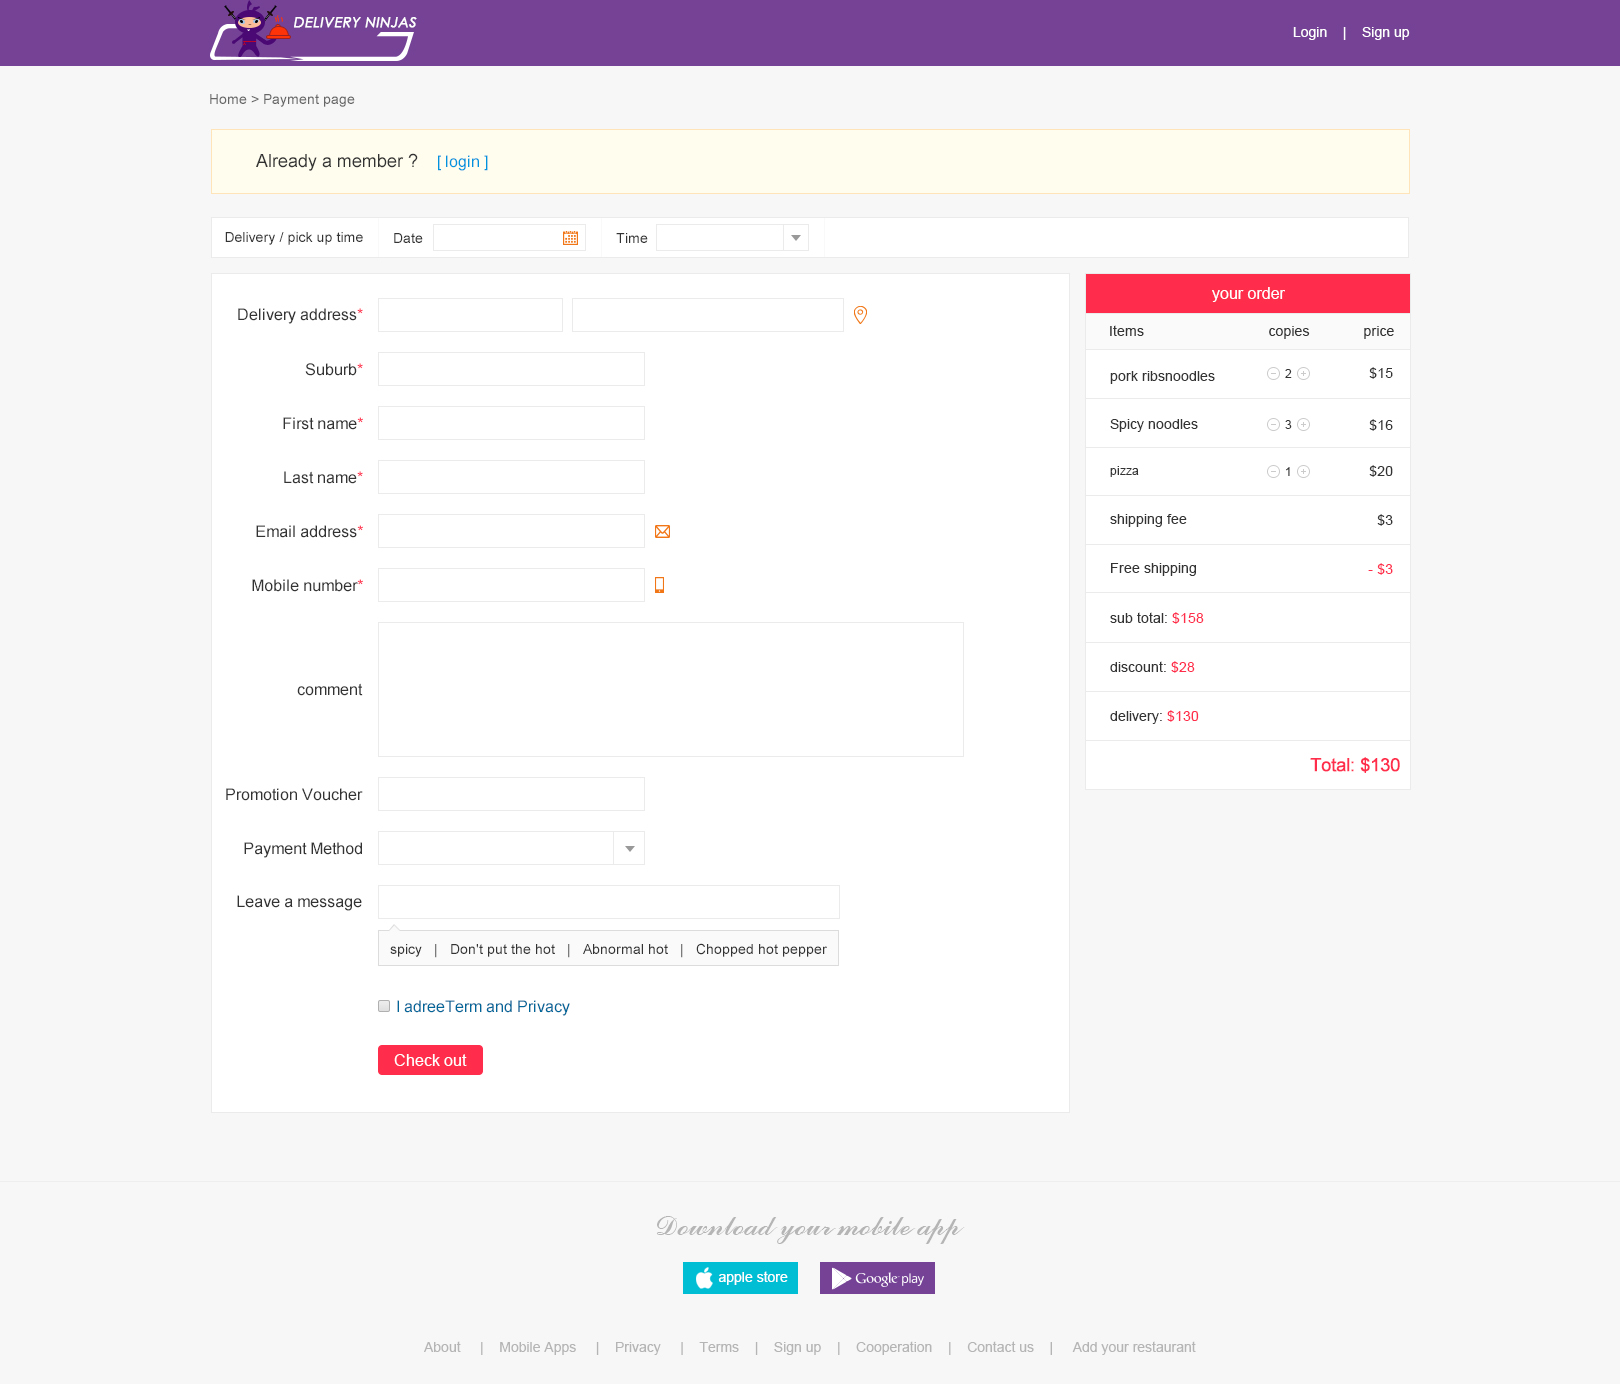 DELIVERY NINJAS
Login | Sign up
Home > Payment page
Already a member ? [ login ]
Delivery / pick up time Date Time
Delivery address*
Suburb*
First name*
Last name*
Email address*
Mobile number*
comment
Promotion Voucher
Payment Method
Leave a message
spicy | Don't put the hot | Abnormal hot | Chopped hot pepper
I adreeTerm and Privacy
Check out
your order
Items copies price
pork ribsnoodles 2 $15
Spicy noodles 3 $16
pizza 1 $20
shipping fee $3
Free shipping - $3
sub total: $158
discount: $28
delivery: $130
Total: $130
Download your mobile app
apple store Google play
About | Mobile Apps | Privacy | Terms | Sign up | Cooperation | Contact us | Add your restaurant